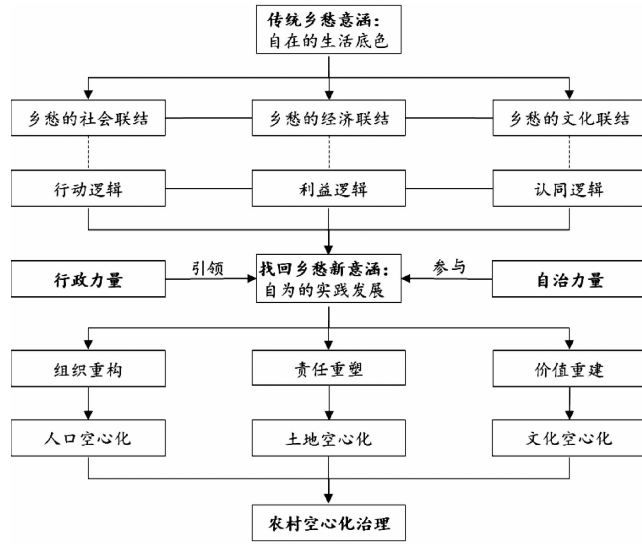 传统乡愁意涵：
自在的生活底色
乡愁的社会联结
乡愁的经济联结
乡愁的文化联结
行动逻辑
利益逻辑
认同逻辑
行政力量
引领
找回乡愁新意涵：
自为的实践发展
参与
自治力量
组织重构
责任重塑
价值重建
人口空心化
土地空心化
文化空心化
农村空心化治理